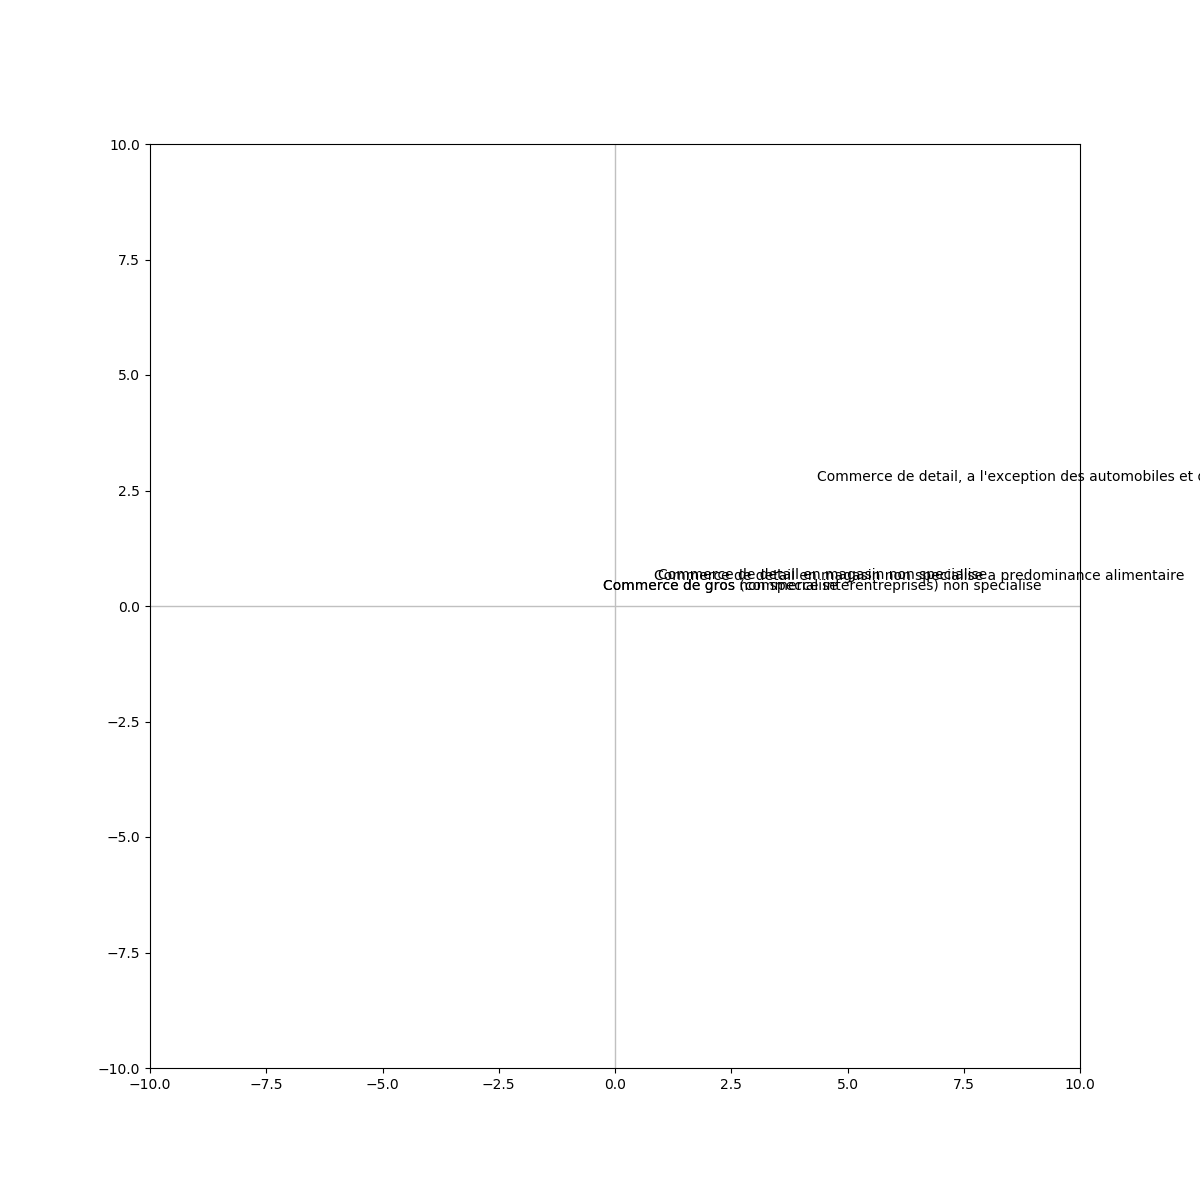 10.0
7.5
5.0
Commerce de detail, a l'exception des automobiles et
2.5
Commerce de detail en magasin non specialise
Commerce de detail en magasin non specialise a predominance alimentaire
Commerce de gros non specialise
Commerce de gros (commerce interentreprises) non specialise
0.0
−2.5
−5.0
−7.5
−10.0
−10.0 −7.5 −5.0 −2.5 0.0 2.5 5.0 7.5 10.0